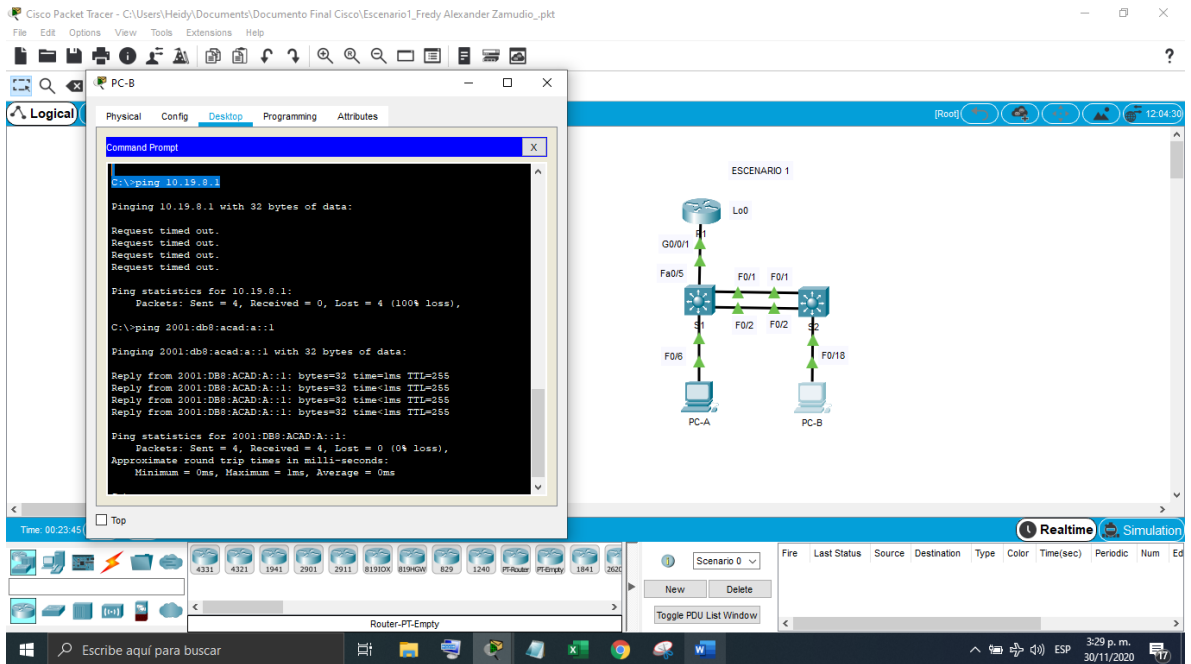 Cisco Packet Tracer - C:\Users\Heidy\Documents\Documento Final Cisco\Escenario1_Fredy Alexander Zamudio_.pkt
File Edit Options View Tools Extensions Help
?
PC-B
Logical
Physical Config Desktop Programming Attributes
[Root]
12:04:30
Command Prompt
X
C:\>ping 10.19.8.1
Pinging 10.19.8.1 with 32 bytes of data:
Request timed out.
Request timed out.
Request timed out.
Request timed out.
Ping statistics for 10.19.8.1:
Packets: Sent = 4, Received = 0, Lost = 4 (100% loss),
C:\>ping 2001:db8:acad:a::1
Pinging 2001:db8:acad:a::1 with 32 bytes of data:
Reply from 2001:DB8:ACAD:A::1: bytes=32 time=1ms TTL=255
Reply from 2001:DB8:ACAD:A::1: bytes=32 time<1ms TTL=255
Reply from 2001:DB8:ACAD:A::1: bytes=32 time<1ms TTL=255
Reply from 2001:DB8:ACAD:A::1: bytes=32 time<1ms TTL=255
Ping statistics for 2001:DB8:ACAD:A::1:
Packets: Sent = 4, Received = 4, Lost = 0 (0% loss),
Approximate round trip times in milli-seconds:
Minimum = 0ms, Maximum = 1ms, Average = 0ms
Top
ESCENARIO 1
Lo0
R1
G0/0/1
Fa0/5
F0/1 F0/1
S1
F0/2 F0/2
S2
F0/6
F0/18
PC-A
PC-B
Time: 00:23:45
Realtime
Simulation
4331 4321 1941 2901 2911 819IOX 819HGW 829 1240 PT-Router PT-Empty 1841 2620
Router-PT-Empty
Scenario 0
New Delete
Toggle PDU List Window
Fire Last Status Source Destination Type Color Time(sec) Periodic Num Ed
Escribe aquí para buscar
ESP
3:29 p. m.
30/11/2020
17